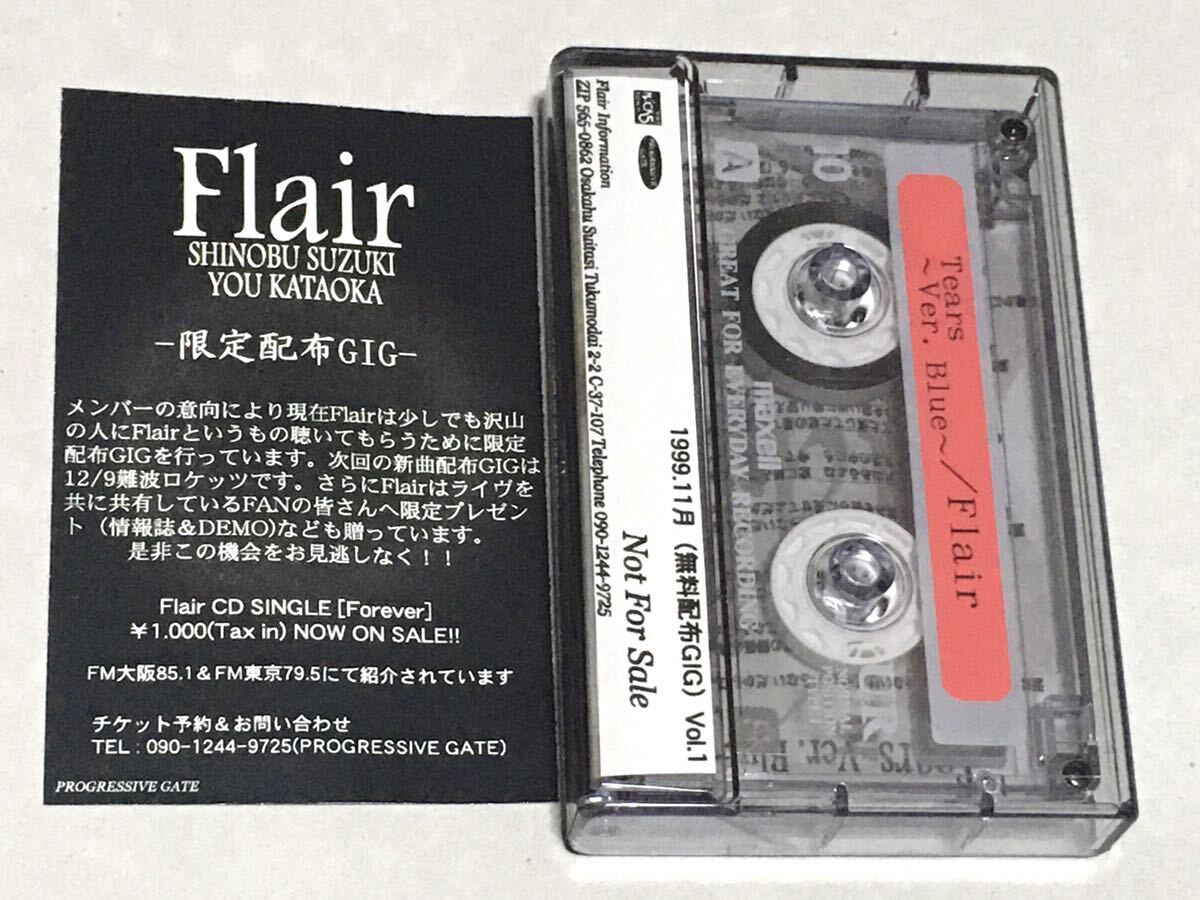 Flair
SHINOBU SUZUKI
YOU KATAOKA
-限定配布GIG-
メンバーの意向により現在Flairは少しでも沢山
の人にFlairというもの聴いてもらうために限定
配布GIGを行っています。次回の新曲配布GIGは
12/9難波ロケッツです。さらにFlairはライヴを
共に共有しているFANの皆さんへ限定プレゼン
ト（情報誌＆DEMO)なども贈っています。
是非この機会をお見逃しなく！！
Flair CD SINGLE [Forever]
¥1.000(Tax in) NOW ON SALE!!
FM大阪85.1＆FM東京79.5にて紹介されています
チケット予約＆お問い合わせ
TEL : 090-1244-9725(PROGRESSIVE GATE)
PROGRESSIVE GATE
PROGRESSIVE
GATE
Flair Information
ZIP 565-0862 Osakahu Suitasi Tukumodai 2-2 C-37-107 Telephone 090-1244-9725
1999.11月（無料配布GIG）Vol.1
Not For Sale
A
GREAT FOR EVERYDAY RECORDING
maxell
Tears
～Ver. Blue～/Flair